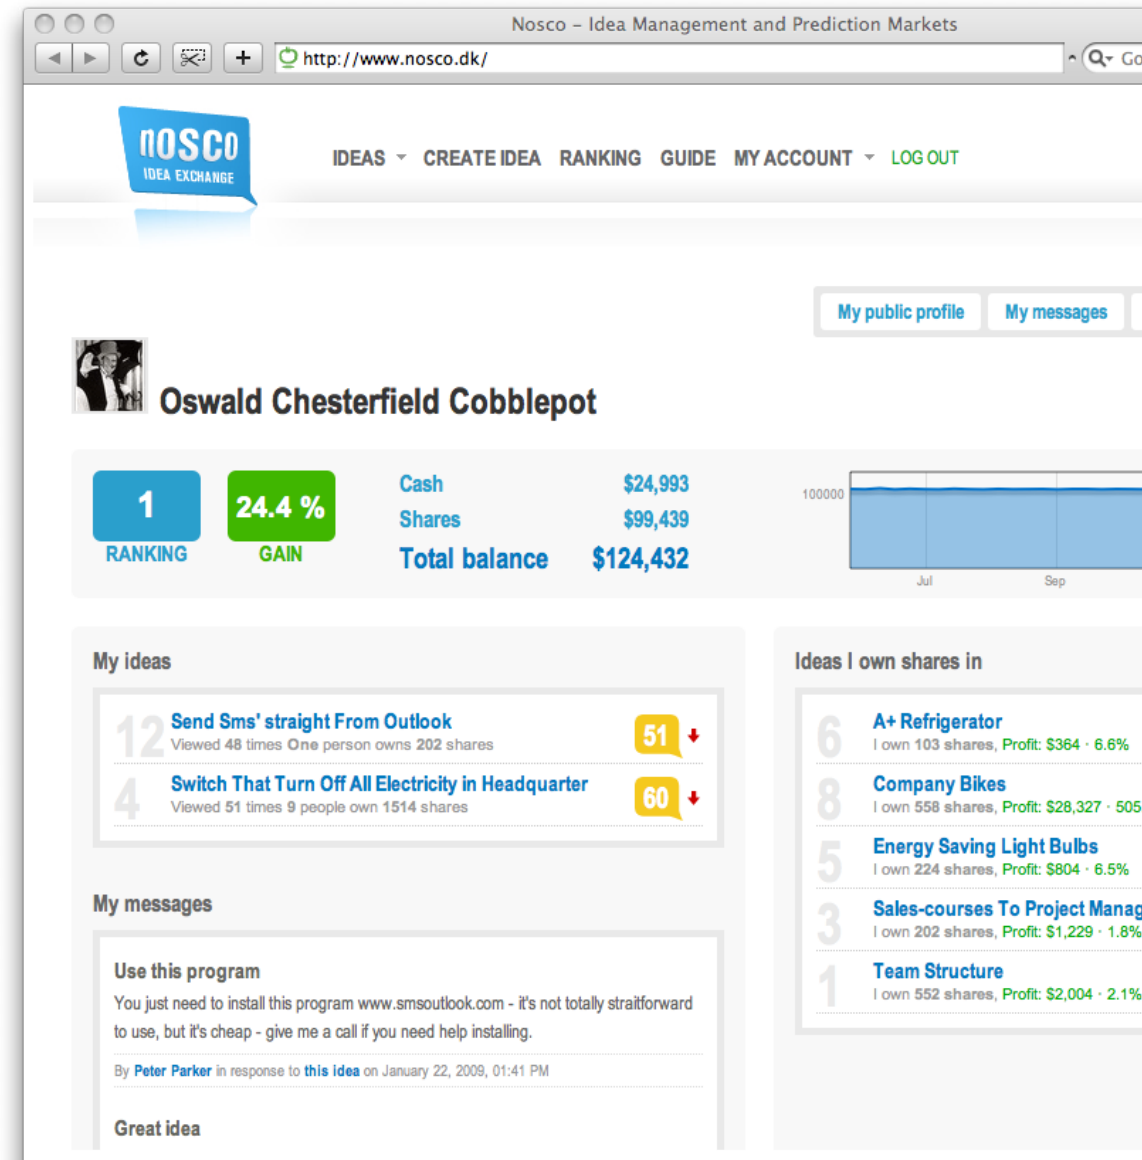 Nosco – Idea Management and Prediction Markets
http://www.nosco.dk/
Go
nosco
IDEA EXCHANGE
IDEAS CREATE IDEA RANKING GUIDE MY ACCOUNT LOG OUT
My public profile My messages
Oswald Chesterfield Cobblepot
1
RANKING
24.4 %
GAIN
Cash $24,993
Shares $99,439
Total balance $124,432
100000
Jul Sep
My ideas
12 Send Sms' straight From Outlook 51
Viewed 48 times One person owns 202 shares
4 Switch That Turn Off All Electricity in Headquarter 60
Viewed 51 times 9 people own 1514 shares
My messages
Use this program
You just need to install this program www.smsoutlook.com - it's not totally straitforward
to use, but it's cheap - give me a call if you need help installing.
By Peter Parker in response to this idea on January 22, 2009, 01:41 PM
Great idea
Ideas I own shares in
6 A+ Refrigerator
I own 103 shares, Profit: $364 · 6.6%
8 Company Bikes
I own 558 shares, Profit: $28,327 · 505
5 Energy Saving Light Bulbs
I own 224 shares, Profit: $804 · 6.5%
3 Sales-courses To Project Manag
I own 202 shares, Profit: $1,229 · 1.8%
1 Team Structure
I own 552 shares, Profit: $2,004 · 2.1%